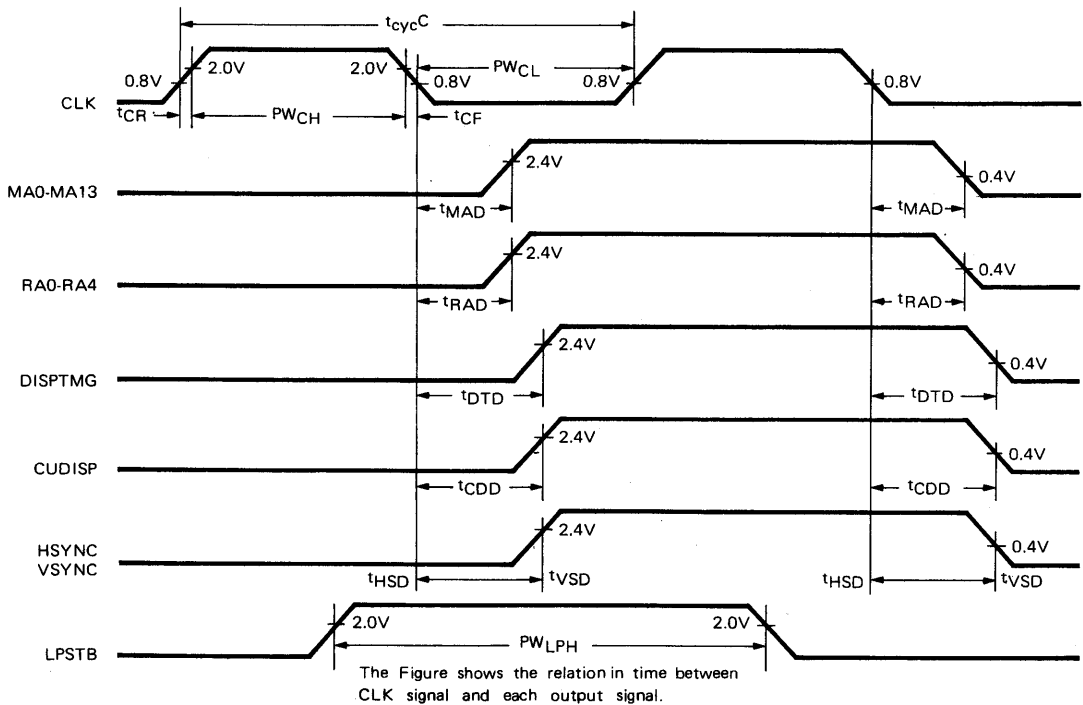 tcycC
0.8V 2.0V 2.0V 0.8V PWCL 0.8V 0.8V
CLK
tCR PWCH tCF
2.4V 0.4V
MA0-MA13
tMAD tMAD
2.4V 0.4V
RA0-RA4
tRAD tRAD
2.4V 0.4V
DISPTMG
tDTD tDTD
2.4V 0.4V
CUDISP
tCDD tCDD
2.4V 0.4V
HSYNC
VSYNC
tHSD tVSD tHSD tVSD
2.0V 2.0V
LPSTB
PWLPH
The Figure shows the relation in time between
CLK signal and each output signal.